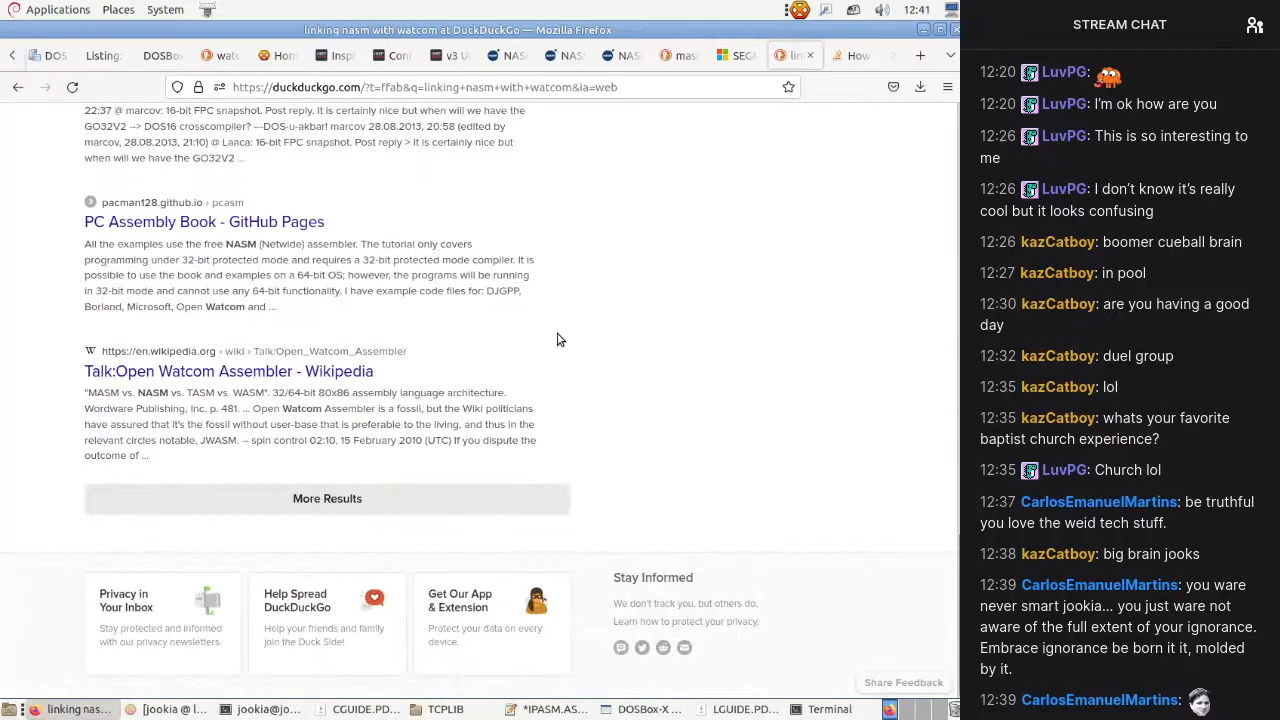 Applications Places System 12:41
linking nasm with watcom at DuckDuckGo — Mozilla Firefox
DOS Listing: DOSBo watc Hom Inspi Conf v3 U NAS NAS NAS mas SEG lin How
https://duckduckgo.com/?t=ffab&q=linking+nasm+with+watcom&ia=web
22:37 @ marcov: 16-bit FPC snapshot. Post reply. It is certainly nice but when will we have the
GO32V2 --> DOS16 crosscompiler? ---DOS-u-akbar! marcov 28.08.2013, 20:58 (edited by
marcov, 28.08.2013, 21:10) @ Laaca: 16-bit FPC snapshot. Post reply > It is certainly nice but
when will we have the GO32V2 ...
pacman128.github.io › pcasm
PC Assembly Book - GitHub Pages
All the examples use the free NASM (Netwide) assembler. The tutorial only covers
programming under 32-bit protected mode and requires a 32-bit protected mode compiler. It is
possible to use the book and examples on a 64-bit OS; however, the programs will be running
in 32-bit mode and cannot use any 64-bit functionality. I have example code files for: DJGPP,
Borland, Microsoft, Open Watcom and ...
W https://en.wikipedia.org › wiki › Talk:Open_Watcom_Assembler
Talk:Open Watcom Assembler - Wikipedia
"MASM vs. NASM vs. TASM vs. WASM". 32/64-bit 80x86 assembly language architecture.
Wordware Publishing, Inc. p. 481. ... Open Watcom Assembler is a fossil, but the Wiki politicians
have assured that it's the fossil without user-base that is preferable to the living, and thus in the
relevant circles notable, JWASM. -- spin control 02:10, 15 February 2010 (UTC) If you dispute the
outcome of ...
More Results
Privacy in
Your Inbox
Stay protected and informed
with our privacy newsletters.
Help Spread
DuckDuckGo
Help your friends and family
join the Duck Side!
Get Our App
& Extension
Protect your data on every
device.
Stay Informed
We don't track you, but others do.
Learn how to protect your privacy.
Share Feedback
linking nas... [jookia @ l... jookia@jo... CGUIDE.PD... TCPLIB *IPASM.AS... DOSBox-X ... LGUIDE.PD... Terminal
STREAM CHAT
12:20 LuvPG:
12:20 LuvPG: I'm ok how are you
12:26 LuvPG: This is so interesting to
me
12:26 LuvPG: I don't know it's really
cool but it looks confusing
12:26 kazCatboy: boomer cueball brain
12:27 kazCatboy: in pool
12:30 kazCatboy: are you having a good
day
12:32 kazCatboy: duel group
12:35 kazCatboy: lol
12:35 kazCatboy: whats your favorite
baptist church experience?
12:35 LuvPG: Church lol
12:37 CarlosEmanuelMartins: be truthful
you love the weid tech stuff.
12:38 kazCatboy: big brain jooks
12:39 CarlosEmanuelMartins: you ware
never smart jookia... you just ware not
aware of the full extent of your ignorance.
Embrace ignorance be born it it, molded
by it.
12:39 CarlosEmanuelMartins: